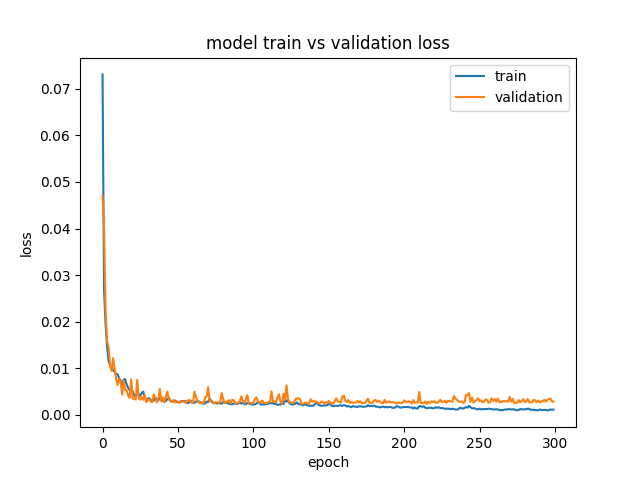 model train vs validation loss
train
validation
0.07
0.06
0.05
0.04
0.03
0.02
0.01
0.00
loss
0 50 100 150 200 250 300
epoch